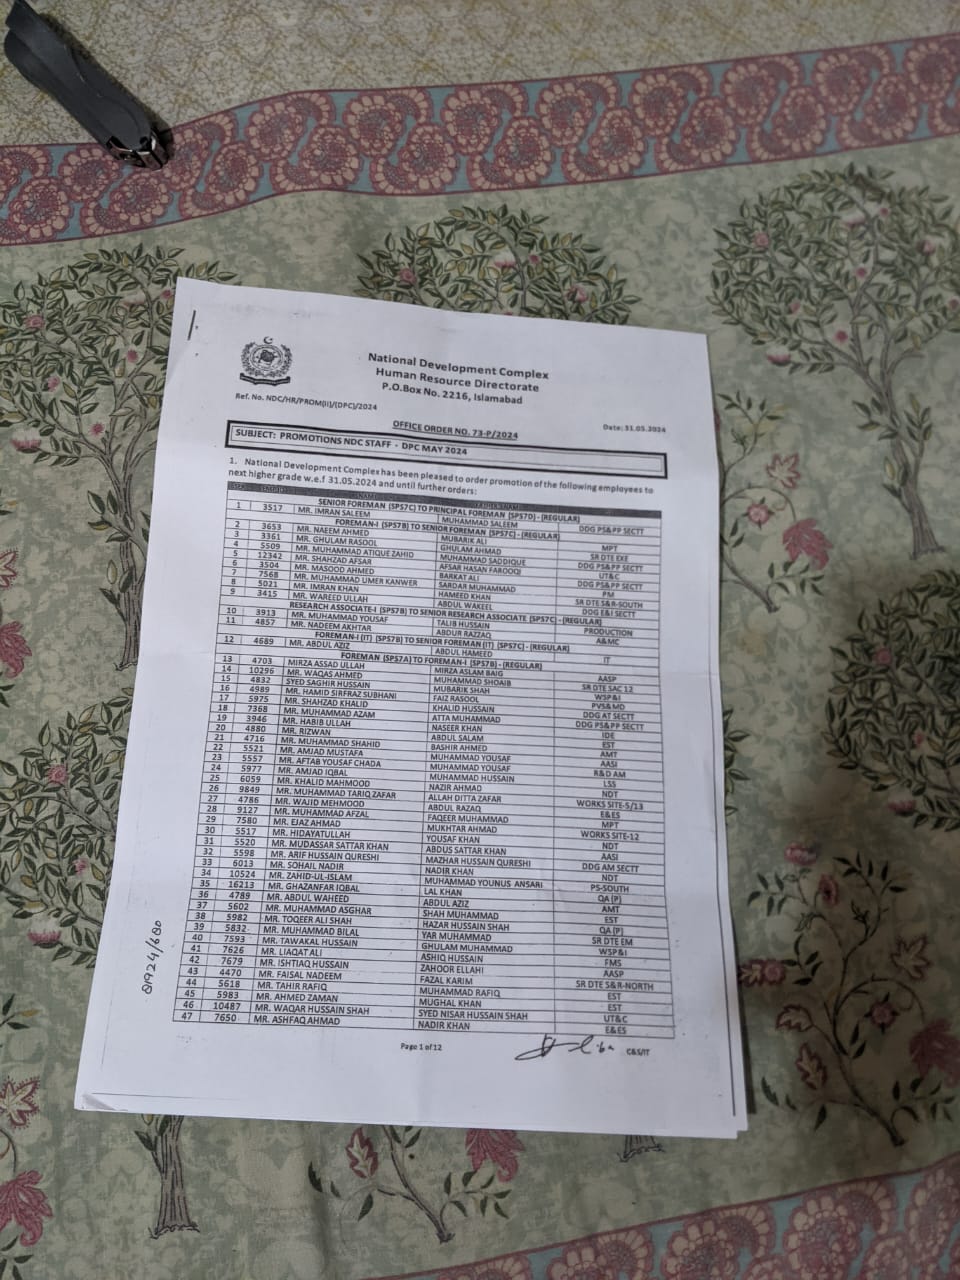 National Development Complex
Human Resource Directorate
P.O.Box No. 2216, Islamabad
Ref. No. NDC/HR/PROM(II)/(DPC)/2024
Date: 31.05.2024
OFFICE ORDER NO. 73-P/2024
SUBJECT: PROMOTIONS NDC STAFF - DPC MAY 2024
1. National Development Complex has been pleased to order promotion of the following employees to
next higher grade w.e.f 31.05.2024 and until further orders:
SENIOR FOREMAN (SPS7C) TO PRINCIPAL FOREMAN (SPS7D) - (REGULAR)
1 3517 MR. IMRAN SALEEM MUHAMMAD SALEEM DDG PS&PP SECTT
FOREMAN-I (SPS7B) TO SENIOR FOREMAN (SPS7C) - (REGULAR)
2 3653 MR. NAEEM AHMED MUBARIK ALI MPT
3 3361 MR. GHULAM RASOOL GHULAM AHMAD SR DTE EXE
4 5509 MR. MUHAMMAD ATIQUE ZAHID MUHAMMAD SADDIQUE DDG PS&PP SECTT
5 12342 MR. SHAHZAD AFSAR AFSAR HASAN FAROOQI UT&C
6 3504 MR. MASOOD AHMED BARKAT ALI DDG PS&PP SECTT
7 7568 MR. MUHAMMAD UMER KANWER SARDAR MUHAMMAD PM
8 5021 MR. IMRAN KHAN HAMEED KHAN SR DTE S&R-SOUTH
9 3415 MR. WAREED ULLAH ABDUL WAKEEL DDG E&I SECTT
RESEARCH ASSOCIATE-I (SPS7B) TO SENIOR RESEARCH ASSOCIATE (SPS7C) - (REGULAR)
10 3913 MR. MUHAMMAD YOUSAF TALIB HUSSAIN PRODUCTION
11 4857 MR. NADEEM AKHTAR ABDUR RAZZAQ A&MC
FOREMAN-I (IT) (SPS7B) TO SENIOR FOREMAN (IT) (SPS7C) - (REGULAR)
12 4689 MR. ABDUL AZIZ ABDUL HAMEED IT
FOREMAN (SPS7A) TO FOREMAN-I (SPS7B) - (REGULAR)
13 4703 MIRZA ASSAD ULLAH MIRZA ASLAM BAIG AASP
14 10296 MR. WAQAS AHMED MUHAMMAD SHOAIB SR DTE SAC 12
15 4832 SYED SAGHIR HUSSAIN MUBARIK SHAH WSP&I
16 4989 MR. HAMID SIRFRAZ SUBHANI FAIZ RASOOL PVS&MD
17 5975 MR. SHAHZAD KHALID KHALID HUSSAIN DDG AT SECTT
18 7368 MR. MUHAMMAD AZAM ATTA MUHAMMAD DDG PS&PP SECTT
19 3946 MR. HABIB ULLAH NASEER KHAN IDE
20 4880 MR. RIZWAN ABDUL SALAM EST
21 4716 MR. MUHAMMAD SHAHID BASHIR AHMED AMT
22 5521 MR. AMJAD MUSTAFA MUHAMMAD YOUSAF AASI
23 5557 MR. AFTAB YOUSAF CHADA MUHAMMAD YOUSAF R&D AM
24 5977 MR. AMJAD IQBAL MUHAMMAD HUSSAIN LSS
25 6059 MR. KHALID MAHMOOD NAZIR AHMAD NDT
26 9849 MR. MUHAMMAD TARIQ ZAFAR ALLAH DITTA ZAFAR WORKS SITE-5/13
27 4786 MR. WAJID MEHMOOD ABDUL RAZAQ E&ES
28 9127 MR. MUHAMMAD AFZAL FAQEER MUHAMMAD MPT
29 7580 MR. EJAZ AHMAD MUKHTAR AHMAD WORKS SITE-12
30 5517 MR. HIDAYATULLAH YOUSAF KHAN NDT
31 5520 MR. MUDASSAR SATTAR KHAN ABDUS SATTAR KHAN AASI
32 5598 MR. ARIF HUSSAIN QURESHI MAZHAR HUSSAIN QURESHI DDG AM SECTT
33 6013 MR. SOHAIL NADIR NADIR KHAN NDT
34 10524 MR. ZAHID-UL-ISLAM MUHAMMAD YOUNUS ANSARI PS-SOUTH
35 16213 MR. GHAZANFAR IQBAL LAL KHAN QA (P)
36 4789 MR. ABDUL WAHEED ABDUL AZIZ AMT
37 5602 MR. MUHAMMAD ASGHAR SHAH MUHAMMAD EST
38 5982 MR. TOQEER ALI SHAH HAZAR HUSSAIN SHAH QA (P)
39 5832 MR. MUHAMMAD BILAL YAR MUHAMMAD SR DTE EM
40 7593 MR. TAWAKAL HUSSAIN GHULAM MUHAMMAD WSP&I
41 7626 MR. LIAQAT ALI ASHIQ HUSSAIN FMS
42 7679 MR. ISHTIAQ HUSSAIN ZAHOOR ELLAHI AASP
43 4470 MR. FAISAL NADEEM FAZAL KARIM SR DTE S&R-NORTH
44 5618 MR. TAHIR RAFIQ MUHAMMAD RAFIQ EST
45 5983 MR. AHMED ZAMAN MUGHAL KHAN EST
46 10487 MR. WAQAR HUSSAIN SHAH SYED NISAR HUSSAIN SHAH UT&C
47 7650 MR. ASHFAQ AHMAD NADIR KHAN E&ES
Page 1 of 12
C&S/IT